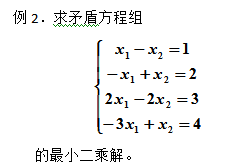 例 2．求矛盾方程组
x₁ − x₂ = 1
−x₁ + x₂ = 2
2x₁ − 2x₂ = 3
−3x₁ + x₂ = 4
的最小二乘解。